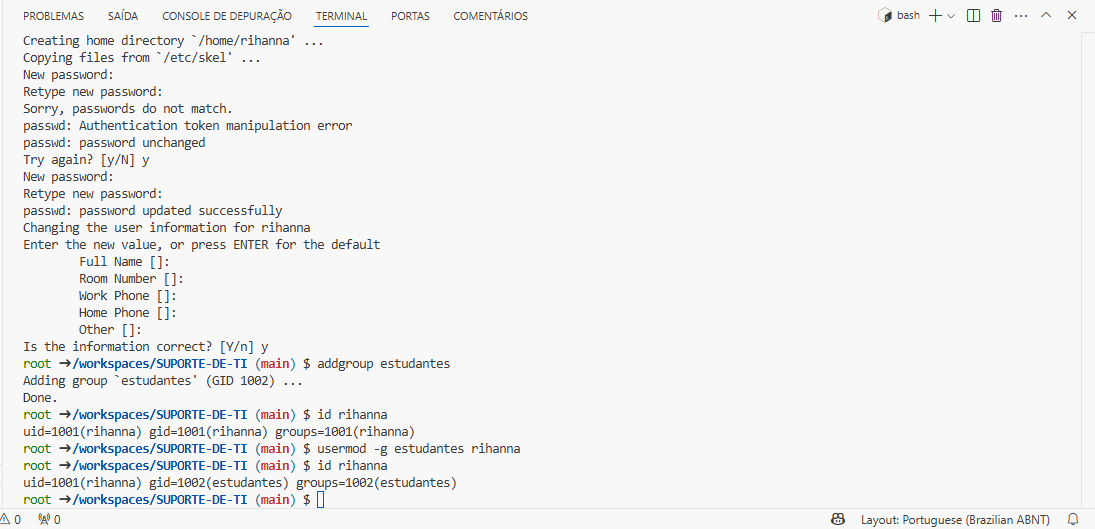 PROBLEMAS SAÍDA CONSOLE DE DEPURAÇÃO TERMINAL PORTAS COMENTÁRIOS bash
Creating home directory `/home/rihanna' ...
Copying files from `/etc/skel' ...
New password:
Retype new password:
Sorry, passwords do not match.
passwd: Authentication token manipulation error
passwd: password unchanged
Try again? [y/N] y
New password:
Retype new password:
passwd: password updated successfully
Changing the user information for rihanna
Enter the new value, or press ENTER for the default
Full Name []:
Room Number []:
Work Phone []:
Home Phone []:
Other []:
Is the information correct? [Y/n] y
root ➜/workspaces/SUPORTE-DE-TI (main) $ addgroup estudantes
Adding group `estudantes' (GID 1002) ...
Done.
root ➜/workspaces/SUPORTE-DE-TI (main) $ id rihanna
uid=1001(rihanna) gid=1001(rihanna) groups=1001(rihanna)
root ➜/workspaces/SUPORTE-DE-TI (main) $ usermod -g estudantes rihanna
root ➜/workspaces/SUPORTE-DE-TI (main) $ id rihanna
uid=1001(rihanna) gid=1002(estudantes) groups=1002(estudantes)
root ➜/workspaces/SUPORTE-DE-TI (main) $
0 0 Layout: Portuguese (Brazilian ABNT)